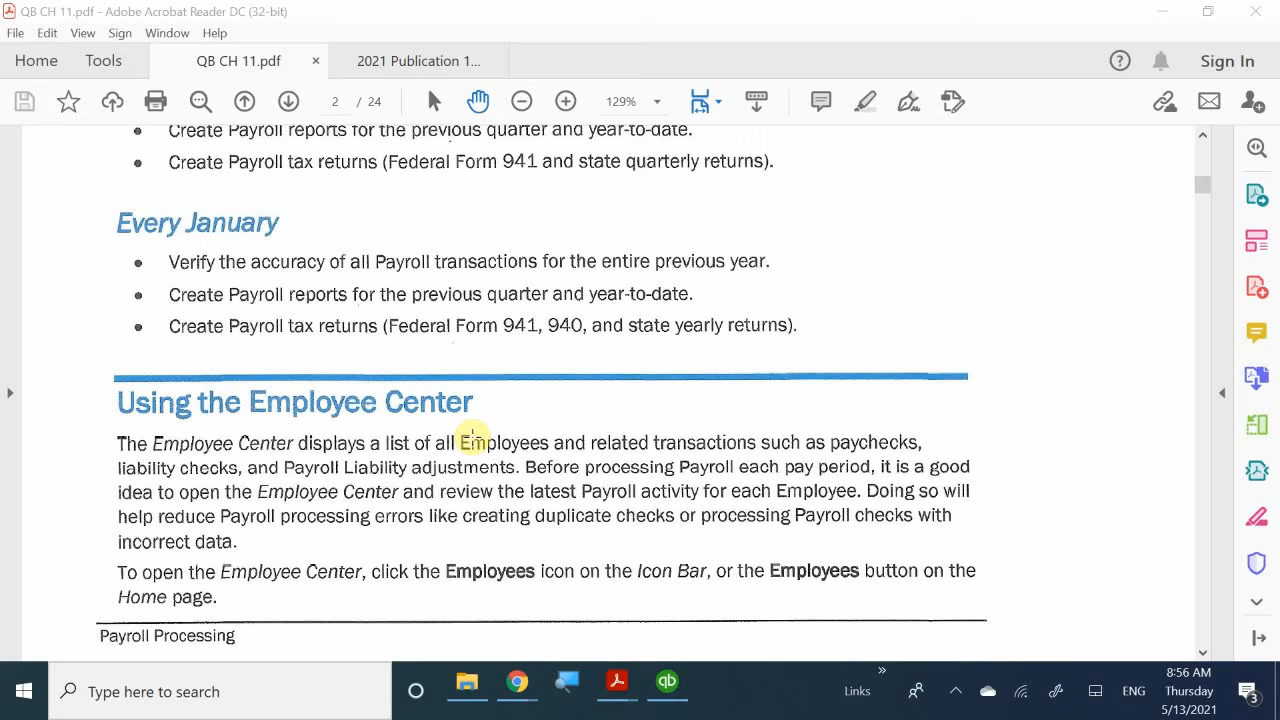 QB CH 11.pdf - Adobe Acrobat Reader DC (32-bit)
File Edit View Sign Window Help
Home Tools QB CH 11.pdf × 2021 Publication 1... Sign In
2 / 24 129%
• Create Payroll reports for the previous quarter and year-to-date.
• Create Payroll tax returns (Federal Form 941 and state quarterly returns).
Every January
• Verify the accuracy of all Payroll transactions for the entire previous year.
• Create Payroll reports for the previous quarter and year-to-date.
• Create Payroll tax returns (Federal Form 941, 940, and state yearly returns).
Using the Employee Center
The Employee Center displays a list of all Employees and related transactions such as paychecks,
liability checks, and Payroll Liability adjustments. Before processing Payroll each pay period, it is a good
idea to open the Employee Center and review the latest Payroll activity for each Employee. Doing so will
help reduce Payroll processing errors like creating duplicate checks or processing Payroll checks with
incorrect data.
To open the Employee Center, click the Employees icon on the Icon Bar, or the Employees button on the
Home page.
Payroll Processing
Type here to search
qb
Links
ENG
8:56 AM
Thursday
5/13/2021
3